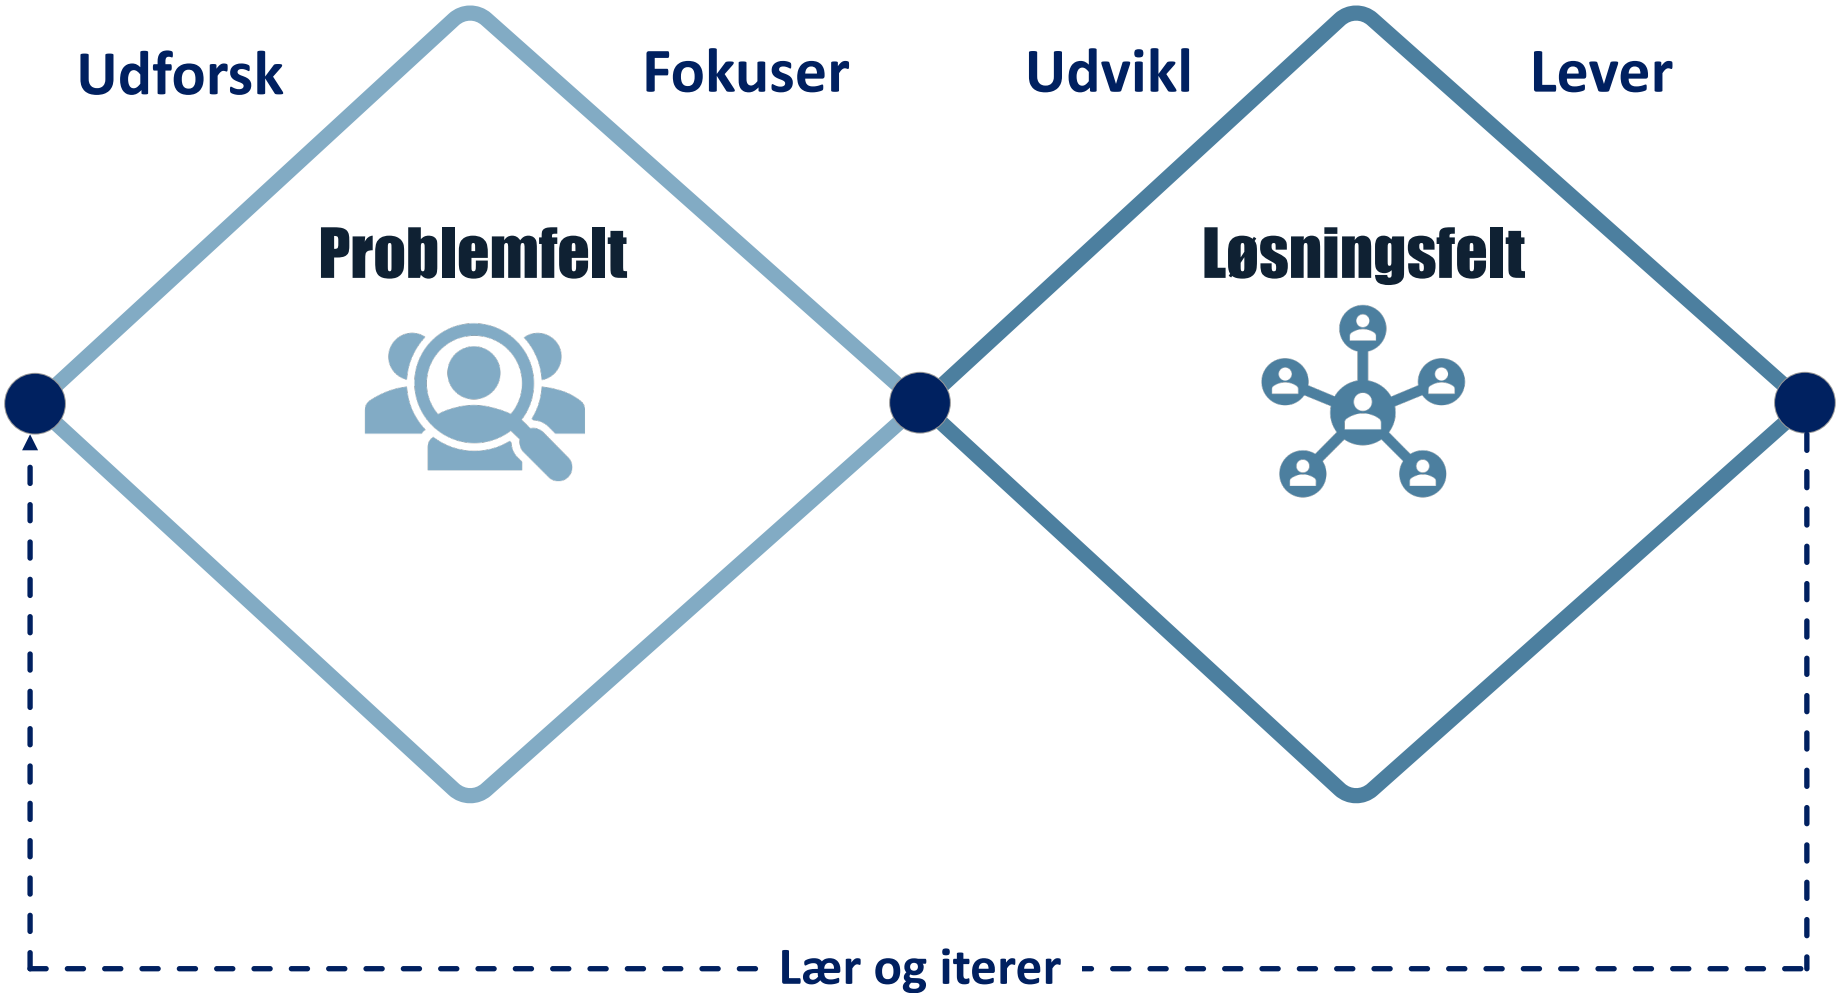 Udforsk
Fokuser
Udvikl
Lever
Problemfelt
Løsningsfelt
Lær og iterer